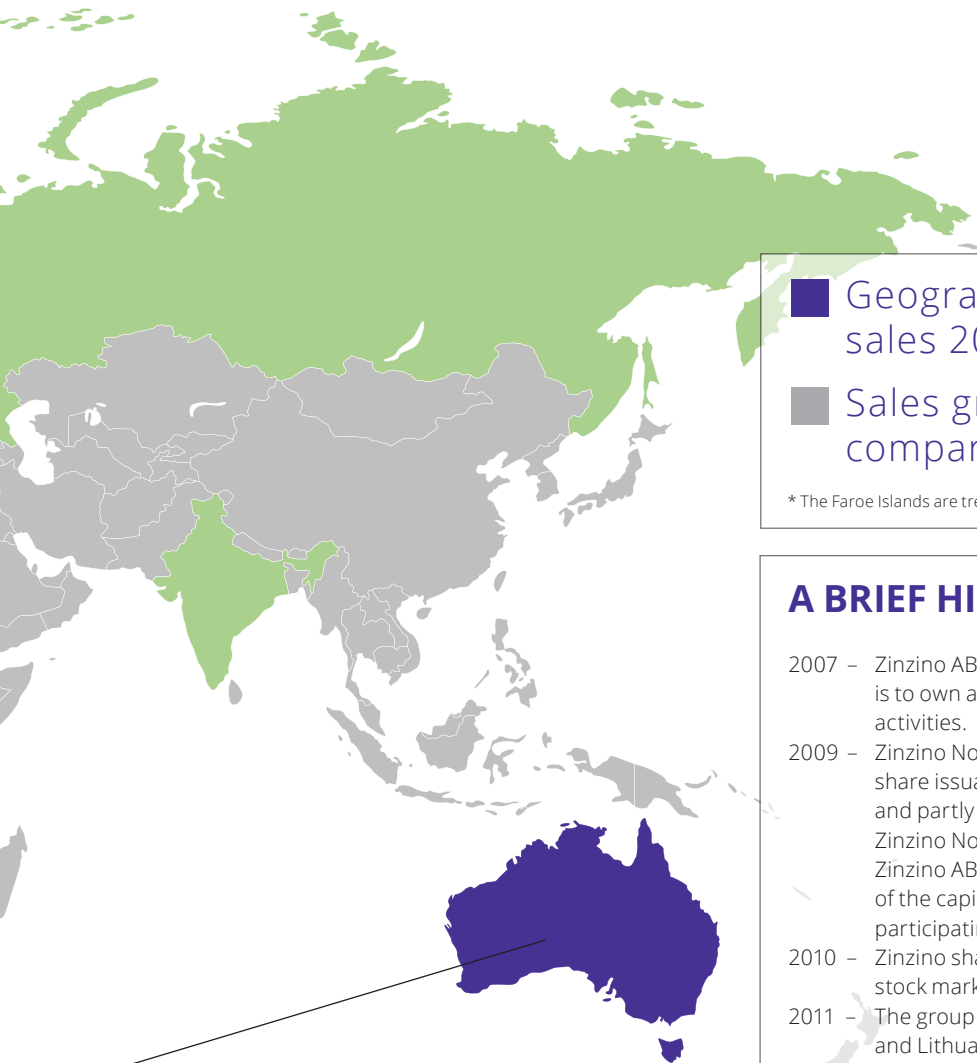 Geogra
sales 20
Sales gr
compar
* The Faroe Islands are tre
A BRIEF HI
2007 – Zinzino AB
is to own a
activities.
2009 – Zinzino No
share issua
and partly
Zinzino No
Zinzino AB
of the capi
participatin
2010 – Zinzino sha
stock mark
2011 – The group
and Lithua